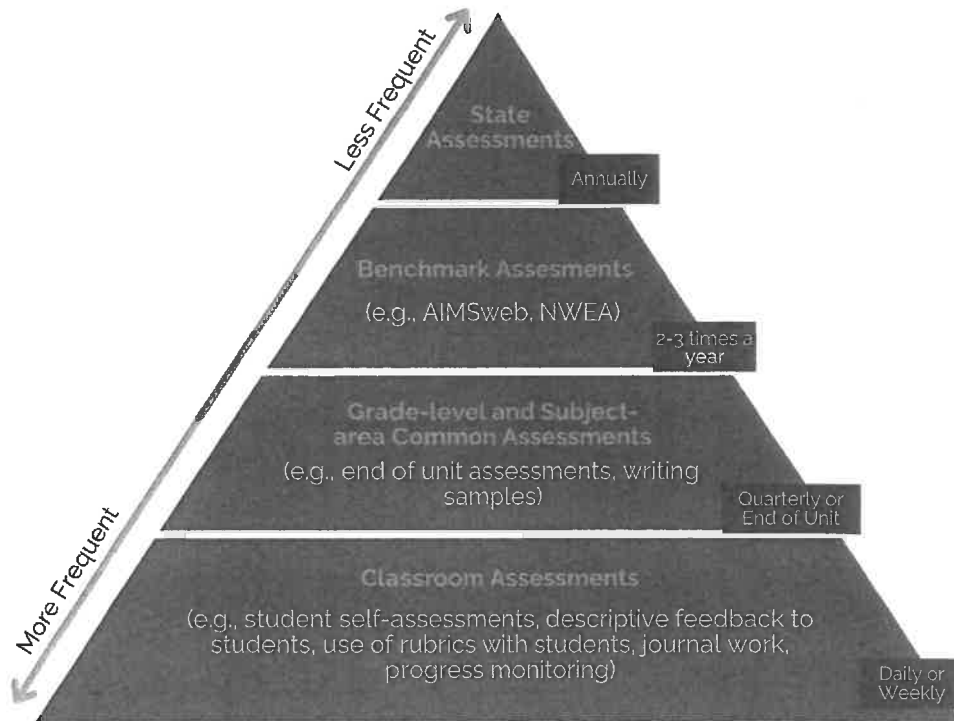 Less Frequent
State
Assessments
Annually
Benchmark Assesments
(e.g., AIMSweb, NWEA)
2-3 times a
year
Grade-level and Subject-
area Common Assessments
(e.g., end of unit assessments, writing
samples)
Quarterly or
End of Unit
More Frequent
Classroom Assessments
(e.g., student self-assessments, descriptive feedback to
students, use of rubrics with students, journal work,
progress monitoring)
Daily or
Weekly